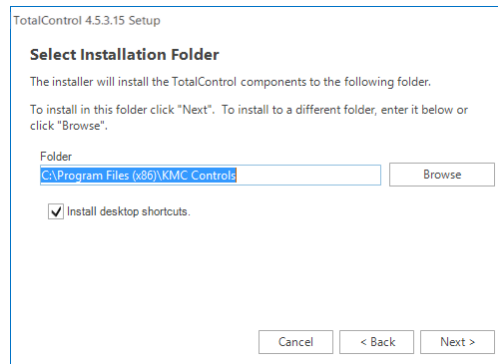 TotalControl 4.5.3.15 Setup
Select Installation Folder
The installer will install the TotalControl components to the following folder.
To install in this folder click "Next".  To install to a different folder, enter it below or
click "Browse".
Folder
C:\Program Files (x86)\KMC Controls
Browse
Install desktop shortcuts.
Cancel
< Back
Next >